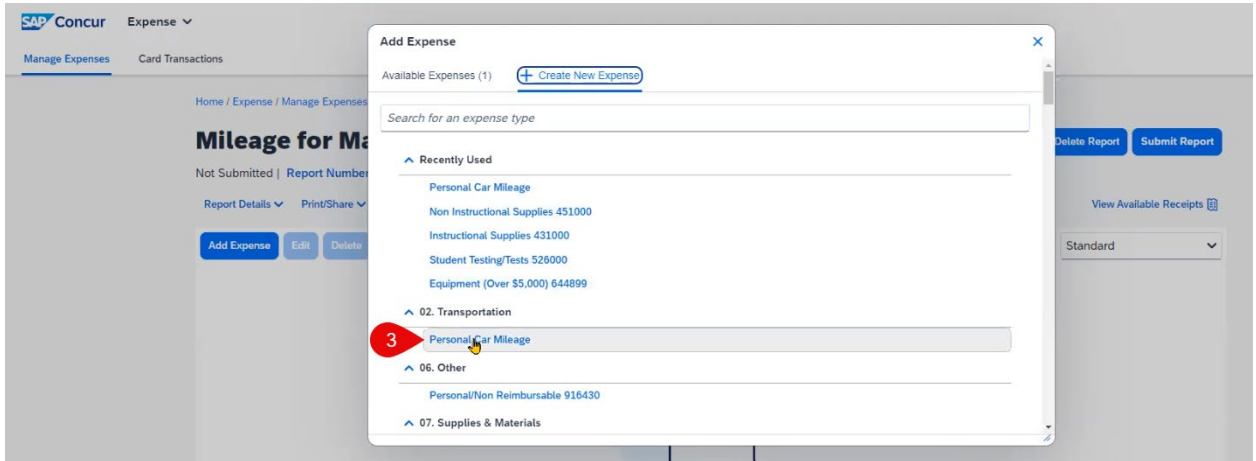 SAP Concur Expense
Manage Expenses Card Transactions
Home / Expense / Manage Expenses
Mileage for
Not Submitted | Report Number
Report Details Print/Share
Add Expense Edit Delete
Add Expense
Available Expenses (1) + Create New Expense
Search for an expense type
Recently Used
Personal Car Mileage
Non Instructional Supplies 451000
Instructional Supplies 431000
Student Testing/Tests 526000
Equipment (Over $5,000) 644899
02. Transportation
3 Personal Car Mileage
06. Other
Personal/Non Reimbursable 916430
07. Supplies & Materials
Delete Report Submit Report
View Available Receipts
Standard